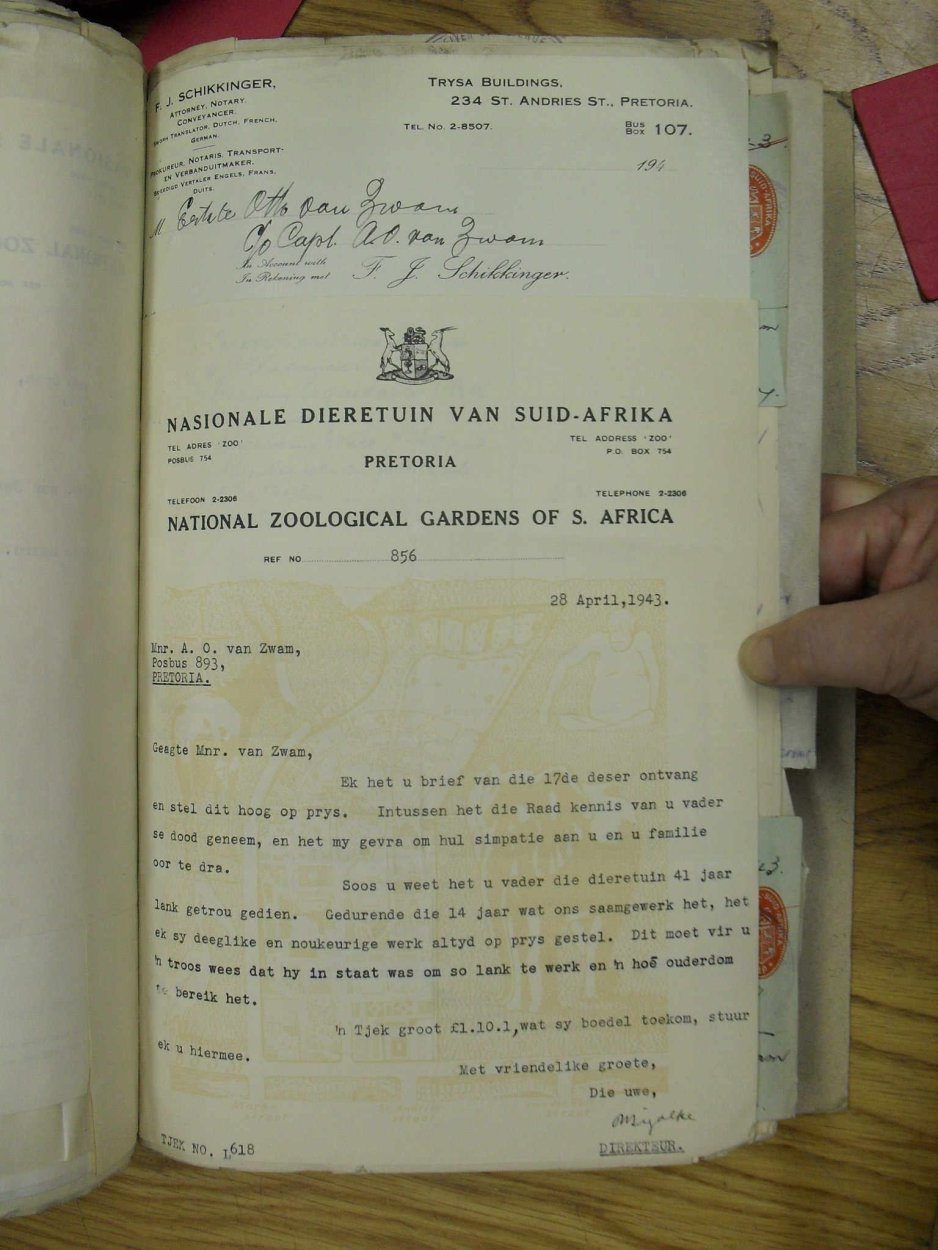 F. J. SCHIKKINGER,
ATTORNEY, NOTARY,
CONVEYANCER.
TRANSLATOR, DUTCH, FRENCH,
GERMAN.
PROKUREUR, NOTARIS TRANSPORT-
EN VERBANDUITMAKER.
BEËEDIGD VERTALER ENGELS, FRANS,
DUITS.
TRYSA BUILDINGS,
234 ST. ANDRIES ST., PRETORIA.
TEL. NO. 2-8507.
BUS
BOX 107.
194
M Estate Otto van Zwam
c/o Capt. A.O. van Zwam
In Account with
In Rekening met F. J. Schikkinger.
NASIONALE DIERETUIN VAN SUID-AFRIKA
TEL ADRES 'ZOO'
POSBUS 754
PRETORIA
TEL ADDRESS 'ZOO'
P.O. BOX 754
TELEFOON 2-2306
TELEPHONE 2-2306
NATIONAL ZOOLOGICAL GARDENS OF S. AFRICA
REF NO 856
28 April, 1943.
Mnr. A. O. van Zwam,
Posbus 893,
PRETORIA.
Geagte Mnr. van Zwam,
Ek het u brief van die 17de deser ontvang
en stel dit hoog op prys. Intussen het die Raad kennis van u vader
se dood geneem, en het my gevra om hul simpatie aan u en u familie
oor te dra.
Soos u weet het u vader die dieretuin 41 jaar
lank getrou gedien. Gedurende die 14 jaar wat ons saamgewerk het, het
ek sy deeglike en noukeurige werk altyd op prys gestel. Dit moet vir u
'n troos wees dat hy in staat was om so lank te werk en 'n hoë ouderdom
te bereik het.
'n Tjek groot £1.10.1, wat sy boedel toekom, stuur
ek u hiermee.
Met vriendelike groete,
Die uwe,
DIREKTEUR.
TJEK NO. L618